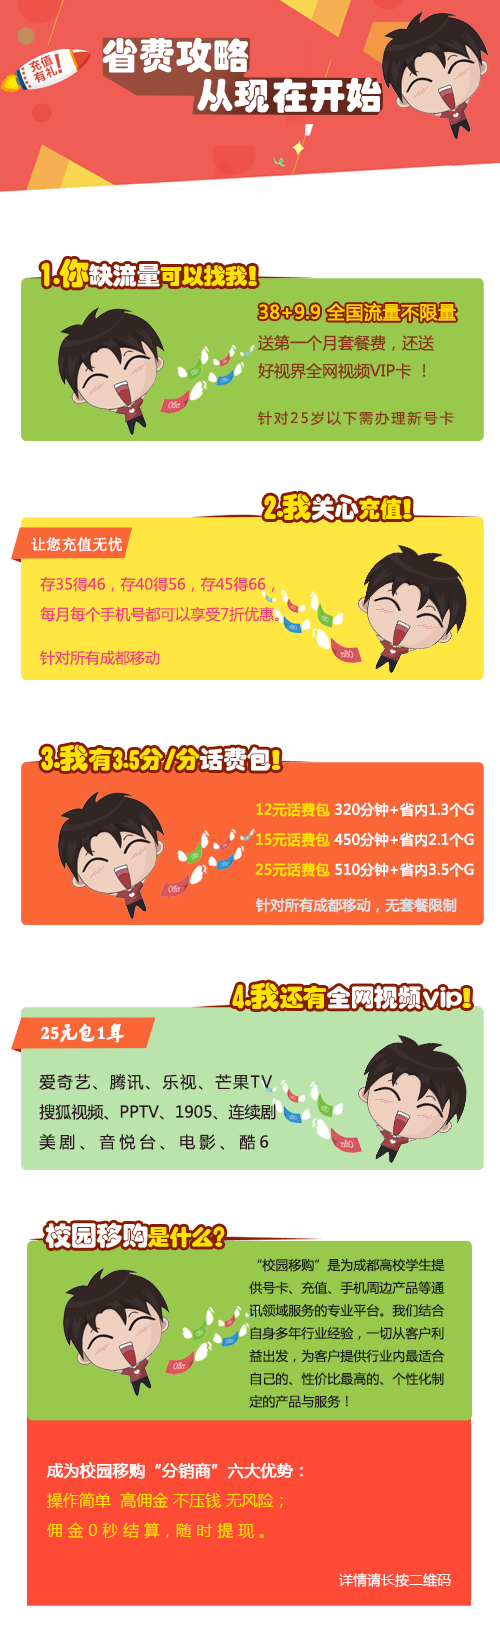 充值
有礼!
省费攻略
从现在开始
1.你缺流量可以找我!
38+9.9 全国流量不限量
送第一个月套餐费，还送
好视界全网视频VIP卡 ！
针对25岁以下需办理新号卡
2.我关心充值!
让您充值无忧
存35得46，存40得56，存45得66，
每月每个手机号都可以享受7折优惠。
针对所有成都移动
3.我有3.5分/分话费包!
12元话费包 320分钟+省内1.3个G
15元话费包 450分钟+省内2.1个G
25元话费包 510分钟+省内3.5个G
Offer
针对所有成都移动，无套餐限制
4.我还有全网视频vip!
25元包1年
爱奇艺、腾讯、乐视、芒果TV
搜狐视频、PPTV、1905、连续剧
美剧、音悦台、电影、酷6
校园移购是什么?
“校园移购”是为成都高校学生提
供号卡、充值、手机周边产品等通
讯领域服务的专业平台。我们结合
自身多年行业经验，一切从客户利
益出发，为客户提供行业内最适合
自己的、性价比最高的、个性化制
定的产品与服务！
Offer
成为校园移购“分销商”六大优势：
操作简单 高佣金 不压钱 无风险；
佣金0秒结算,随时提现。
详情请长按二维码